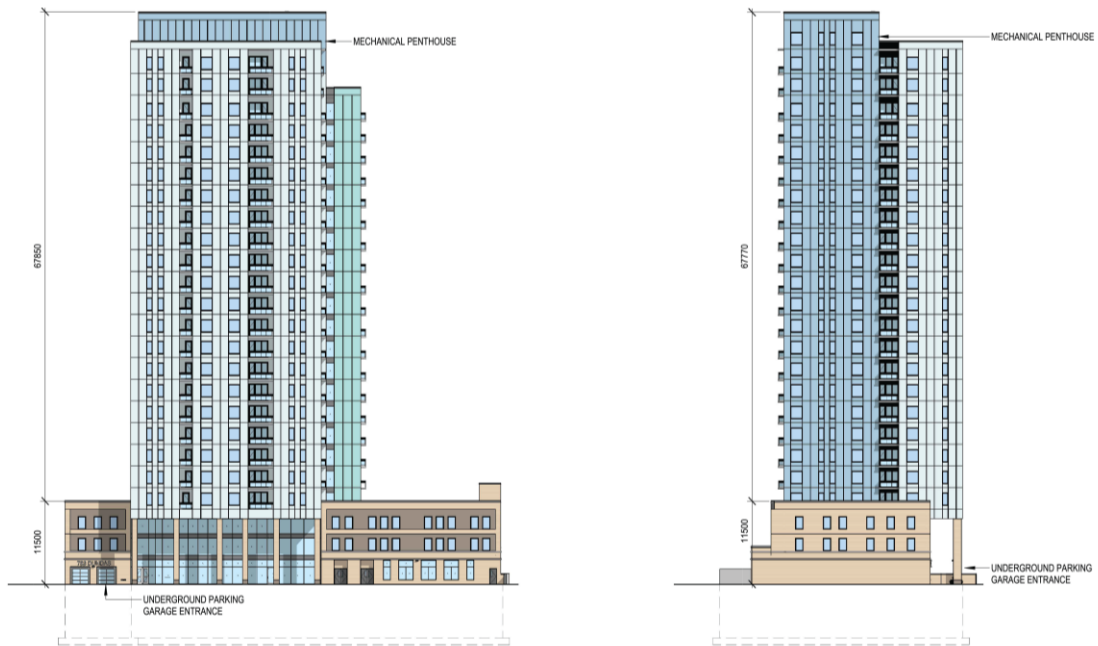 MECHANICAL PENTHOUSE
67850
11500
UNDERGROUND PARKING
GARAGE ENTRANCE
MECHANICAL PENTHOUSE
67770
11500
UNDERGROUND PARKING
GARAGE ENTRANCE